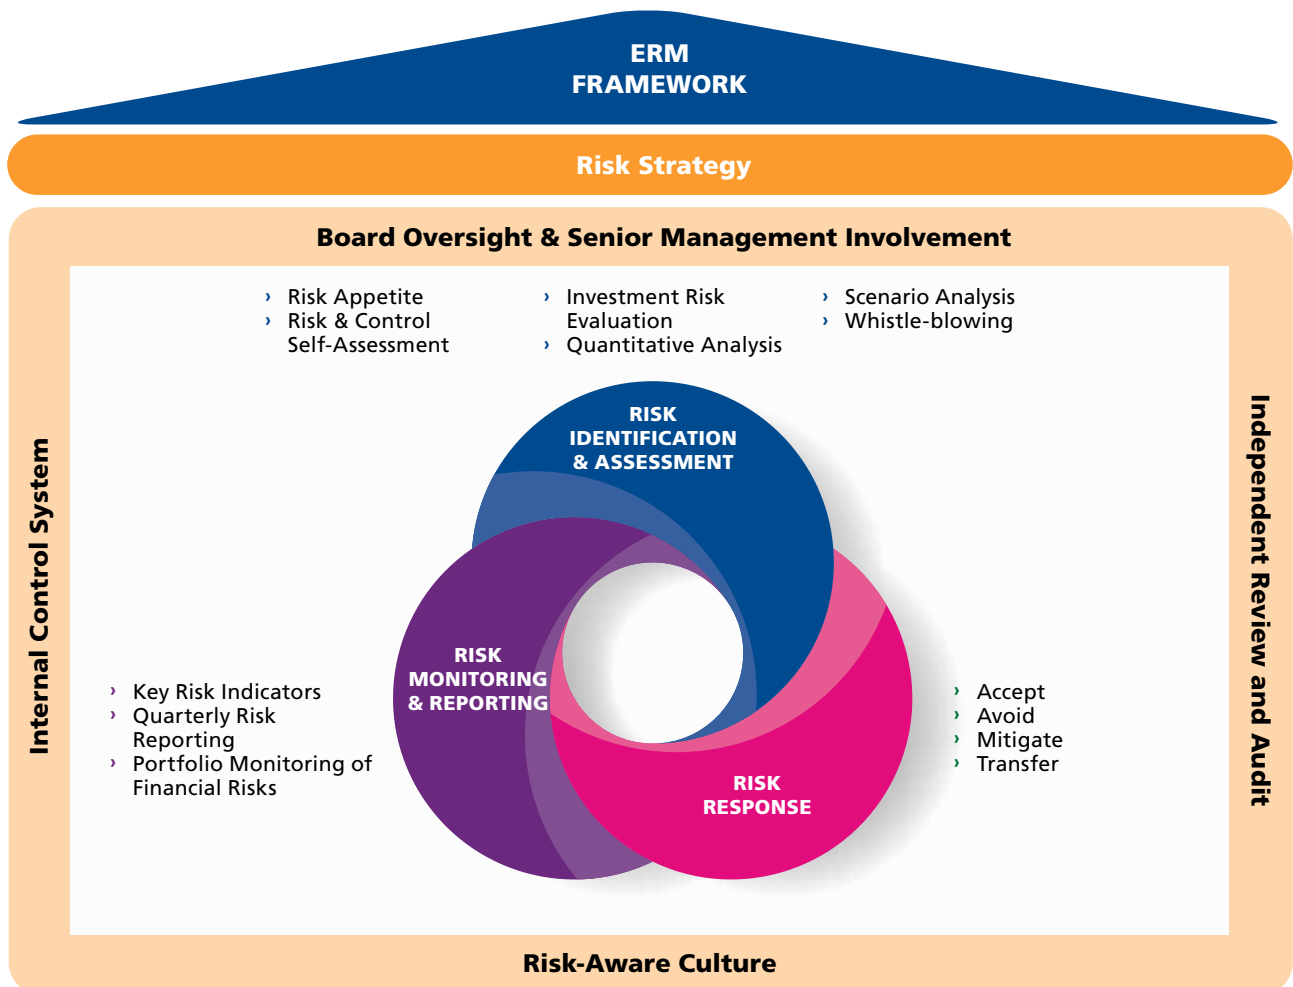 ERM
FRAMEWORK
Risk Strategy
Board Oversight & Senior Management Involvement
› Risk Appetite
› Risk & Control
Self-Assessment
› Investment Risk
Evaluation
› Quantitative Analysis
› Scenario Analysis
› Whistle-blowing
RISK
IDENTIFICATION
& ASSESSMENT
Internal Control System
Independent Review and Audit
RISK
MONITORING
& REPORTING
› Key Risk Indicators
› Quarterly Risk
Reporting
› Portfolio Monitoring of
Financial Risks
› Accept
› Avoid
› Mitigate
› Transfer
RISK
RESPONSE
Risk-Aware Culture